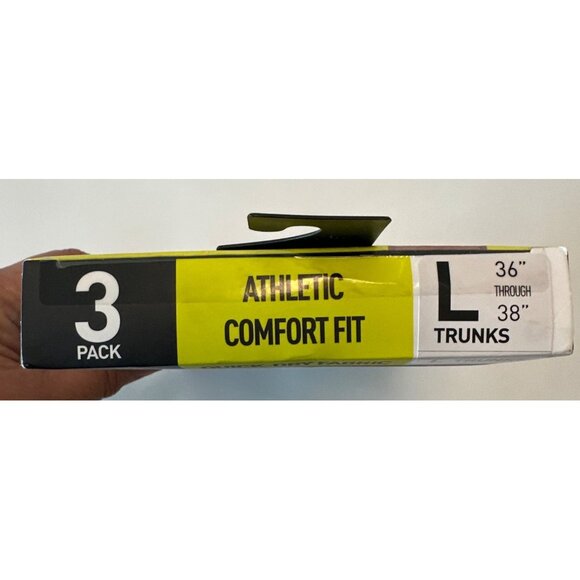 3
PACK
ATHLETIC
COMFORT FIT
L
36”
THROUGH
38”
TRUNKS